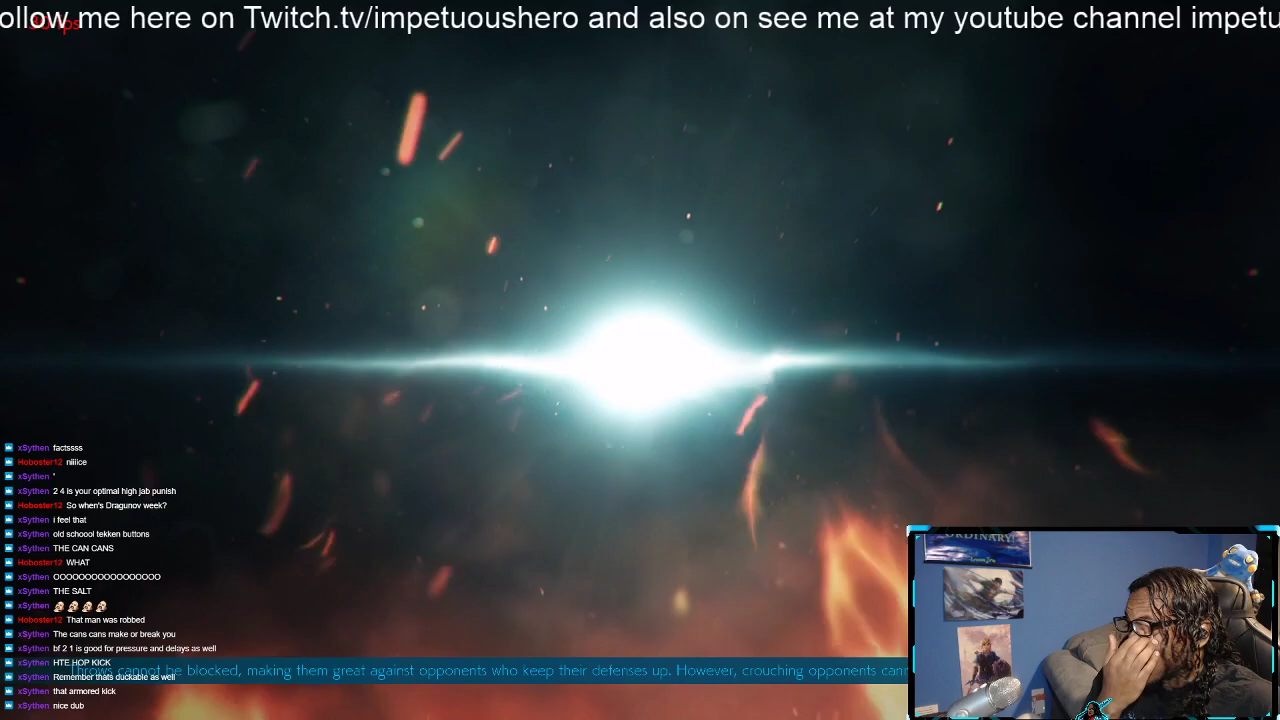 ollow me here on Twitch.tv/impetuoushero and also on see me at my youtube channel impetu
xSythen factssss
Hoboster12 niiice
xSythen '
xSythen 2 4 is your optimal high jab punish
Hoboster12 So when's Dragunov week?
xSythen i feel that
xSythen old schoool tekken buttons
xSythen THE CAN CANS
Hoboster12 WHAT
xSythen OOOOOOOOOOOOOOOOO
xSythen THE SALT
xSythen
Hoboster12 That man was robbed
xSythen The cans cans make or break you
xSythen bf 2 1 is good for pressure and delays as well
xSythen HTE HOP KICK
Throws cannot be blocked, making them great against opponents who keep their defenses up. However, crouching opponents cann
xSythen Remember thats duckable as well
xSythen that armored kick
xSythen nice dub
ORDINARY!